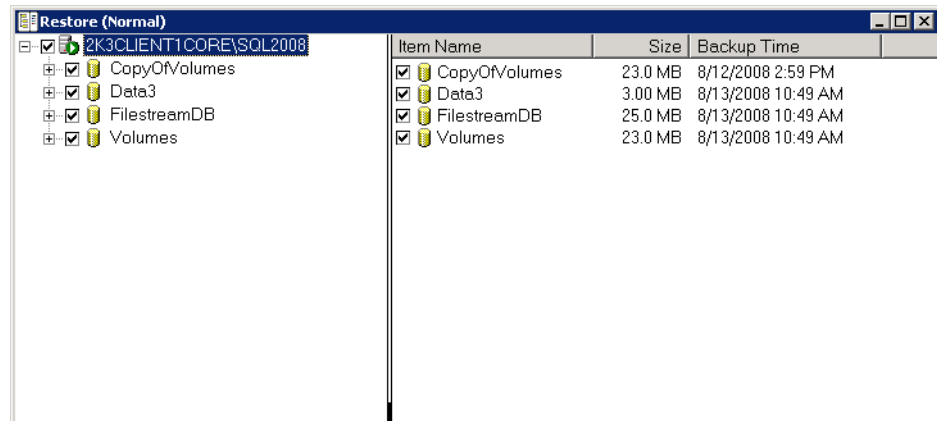 Restore (Normal)
2K3CLIENT1CORE\SQL2008
CopyOfVolumes
Data3
FilestreamDB
Volumes
Item Name Size Backup Time
CopyOfVolumes 23.0 MB 8/12/2008 2:59 PM
Data3 3.00 MB 8/13/2008 10:49 AM
FilestreamDB 25.0 MB 8/13/2008 10:49 AM
Volumes 23.0 MB 8/13/2008 10:49 AM